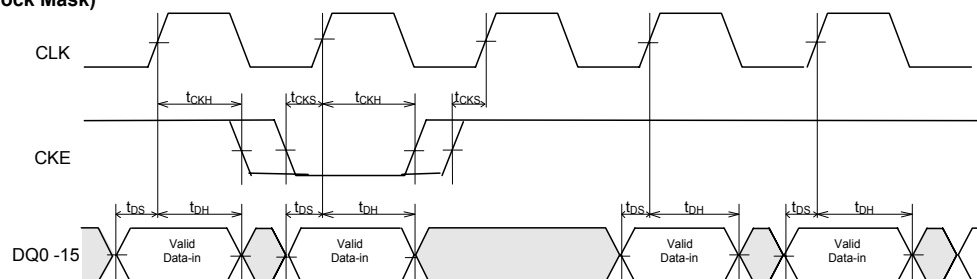 ock Mask)
CLK
tCKH tCKS tCKH tCKS
CKE
tDS tDH tDS tDH tDS tDH tDS tDH
DQ0 -15
Valid Data-in
Valid Data-in
Valid Data-in
Valid Data-in